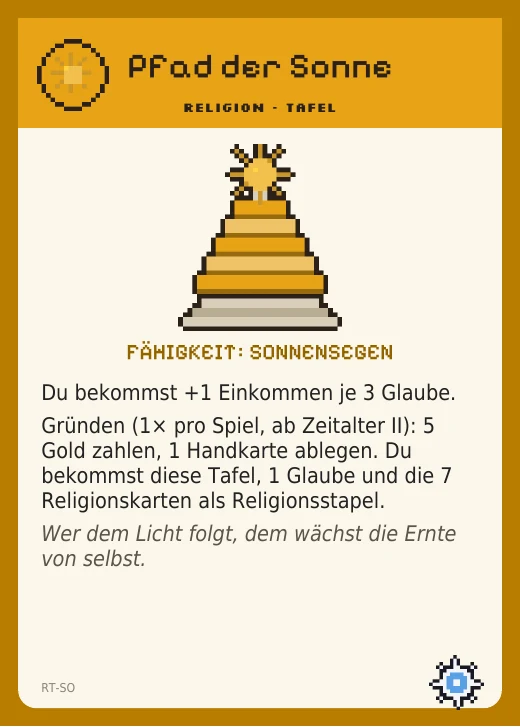 Pfad der Sonne
RELIGION - TAFEL
FÄHIGKEIT: SONNENSEGEN
Du bekommst +1 Einkommen je 3 Glaube.
Gründen (1× pro Spiel, ab Zeitalter II): 5
Gold zahlen, 1 Handkarte ablegen. Du
bekommst diese Tafel, 1 Glaube und die 7
Religionskarten als Religionsstapel.
Wer dem Licht folgt, dem wächst die Ernte
von selbst.
RT-SO